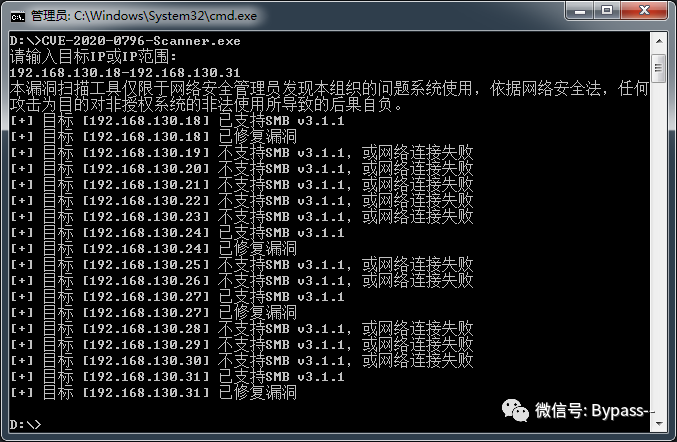 管理员: C:\Windows\System32\cmd.exe
D:\>CVE-2020-0796-Scanner.exe
请输入目标IP或IP范围:
192.168.130.18-192.168.130.31
本漏洞扫描工具仅限于网络安全管理员发现本组织的问题系统使用，依据网络安全法，任何
攻击为目的对非授权系统的非法使用所导致的后果自负。
[+] 目标 [192.168.130.18] 已支持SMB v3.1.1
[+] 目标 [192.168.130.18] 已修复漏洞
[+] 目标 [192.168.130.19] 不支持SMB v3.1.1, 或网络连接失败
[+] 目标 [192.168.130.20] 不支持SMB v3.1.1, 或网络连接失败
[+] 目标 [192.168.130.21] 不支持SMB v3.1.1, 或网络连接失败
[+] 目标 [192.168.130.22] 不支持SMB v3.1.1, 或网络连接失败
[+] 目标 [192.168.130.23] 不支持SMB v3.1.1, 或网络连接失败
[+] 目标 [192.168.130.24] 已支持SMB v3.1.1
[+] 目标 [192.168.130.24] 已修复漏洞
[+] 目标 [192.168.130.25] 不支持SMB v3.1.1, 或网络连接失败
[+] 目标 [192.168.130.26] 不支持SMB v3.1.1, 或网络连接失败
[+] 目标 [192.168.130.27] 已支持SMB v3.1.1
[+] 目标 [192.168.130.27] 已修复漏洞
[+] 目标 [192.168.130.28] 不支持SMB v3.1.1, 或网络连接失败
[+] 目标 [192.168.130.29] 不支持SMB v3.1.1, 或网络连接失败
[+] 目标 [192.168.130.30] 不支持SMB v3.1.1, 或网络连接失败
[+] 目标 [192.168.130.31] 已支持SMB v3.1.1
[+] 目标 [192.168.130.31] 已修复漏洞
D:\>
微信号: Bypass--